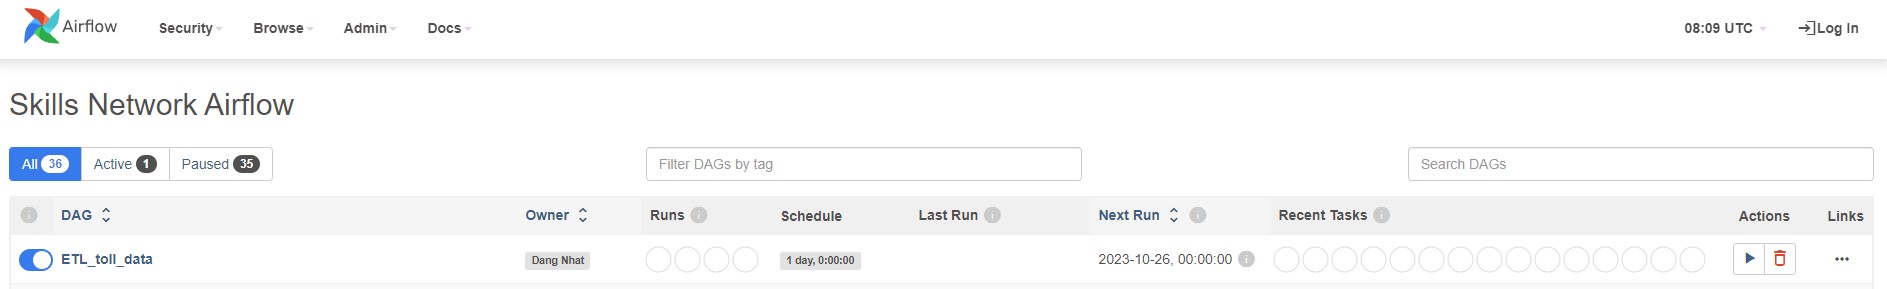 Airflow Security Browse Admin Docs 08:09 UTC Log In
Skills Network Airflow
All 36 Active 1 Paused 35 Filter DAGs by tag Search DAGs
i DAG Owner Runs i Schedule Last Run i Next Run i Recent Tasks i Actions Links
ETL_toll_data Dang Nhat 1 day, 0:00:00 2023-10-26, 00:00:00 i